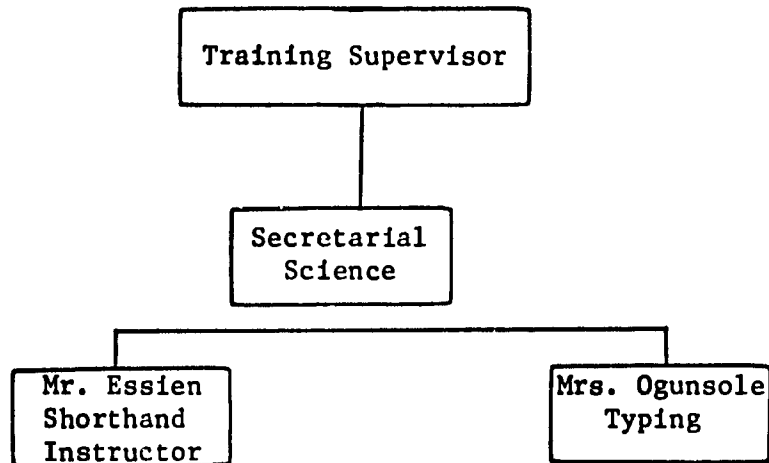 Training Supervisor
Secretarial
Science
Mr. Essien
Shorthand
Instructor
Mrs. Ogunsole
Typing